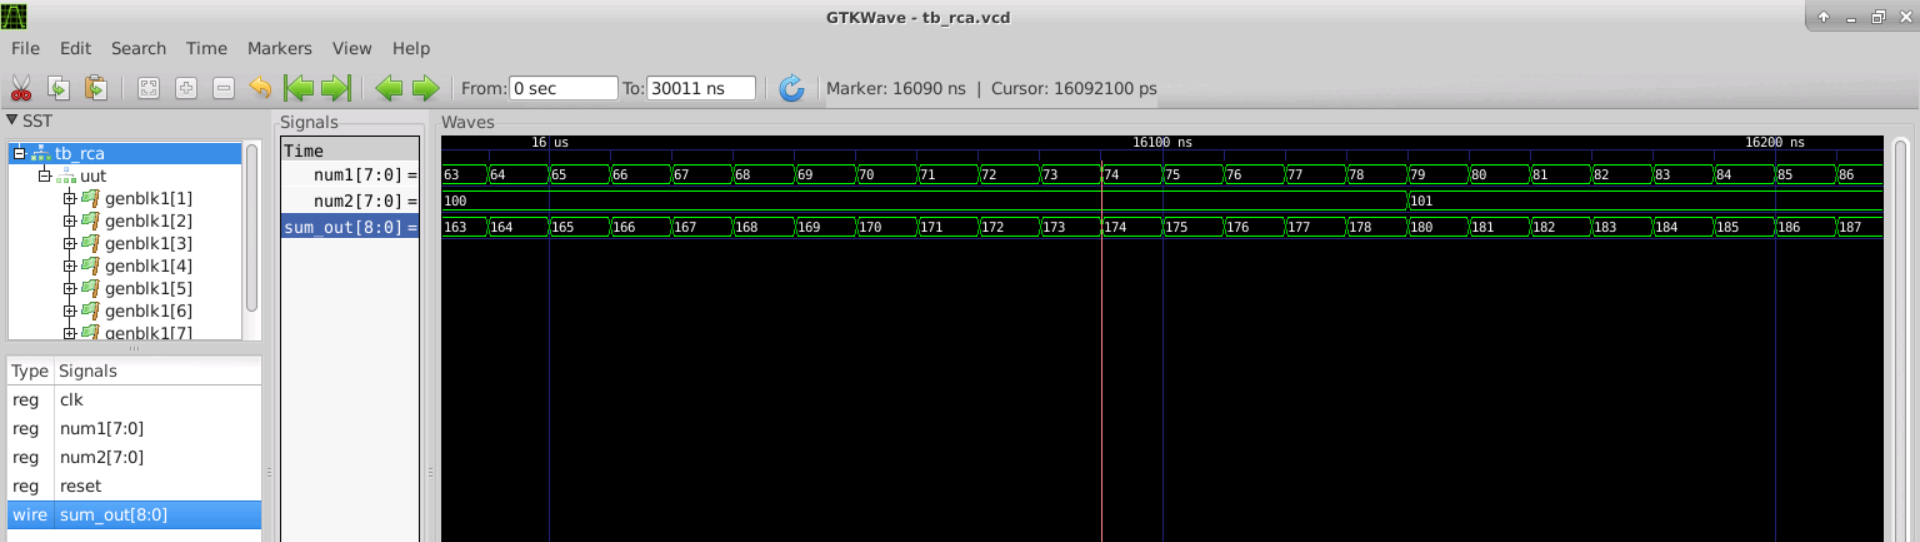 GTKWave - tb_rca.vcd
File Edit Search Time Markers View Help
From: 0 sec To: 30011 ns Marker: 16090 ns | Cursor: 16092100 ps
SST
tb_rca
uut
genblk1[1]
genblk1[2]
genblk1[3]
genblk1[4]
genblk1[5]
genblk1[6]
genblk1[7]
Type Signals
reg clk
reg num1[7:0]
reg num2[7:0]
reg reset
wire sum_out[8:0]
Signals
Time
num1[7:0] =
num2[7:0] =
sum_out[8:0] =
Waves
16 us 16100 ns 16200 ns
63 64 65 66 67 68 69 70 71 72 73 74 75 76 77 78 79 80 81 82 83 84 85 86
100 101
163 164 165 166 167 168 169 170 171 172 173 174 175 176 177 178 180 181 182 183 184 185 186 187